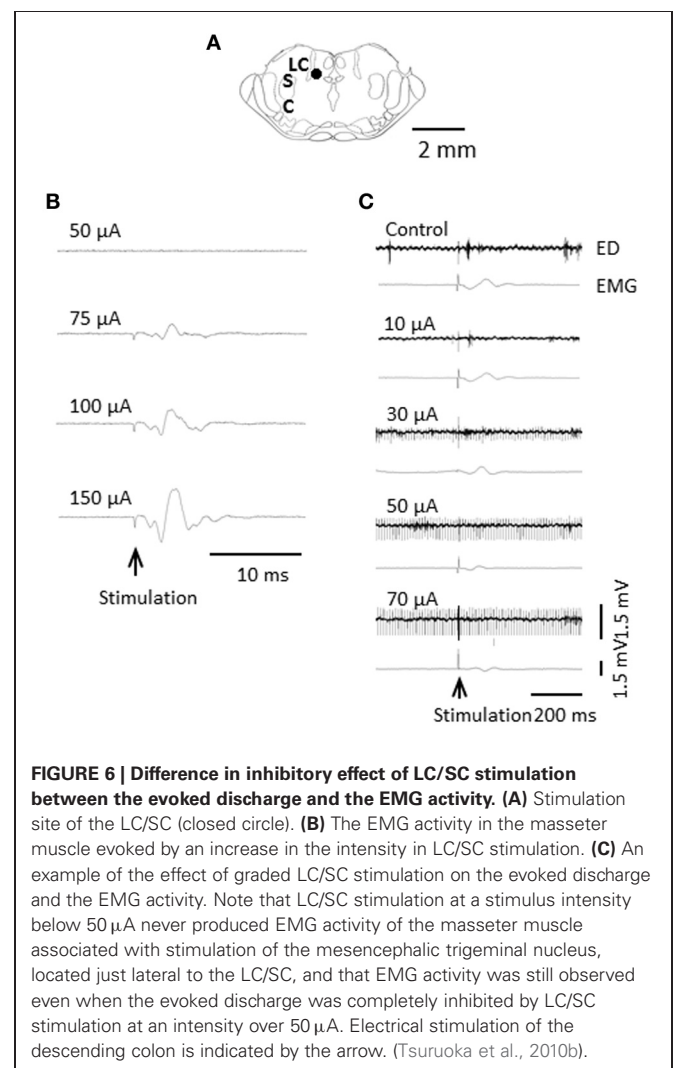 A
LC
S
C
2 mm
B
50 µA
75 µA
100 µA
150 µA
Stimulation
10 ms
C
Control
ED
EMG
10 µA
30 µA
50 µA
70 µA
1.5 mV
1.5 mV
Stimulation
200 ms
FIGURE 6 | Difference in inhibitory effect of LC/SC stimulation
between the evoked discharge and the EMG activity. (A) Stimulation
site of the LC/SC (closed circle). (B) The EMG activity in the masseter
muscle evoked by an increase in the intensity in LC/SC stimulation. (C) An
example of the effect of graded LC/SC stimulation on the evoked discharge
and the EMG activity. Note that LC/SC stimulation at a stimulus intensity
below 50 µA never produced EMG activity of the masseter muscle
associated with stimulation of the mesencephalic trigeminal nucleus,
located just lateral to the LC/SC, and that EMG activity was still observed
even when the evoked discharge was completely inhibited by LC/SC
stimulation at an intensity over 50 µA. Electrical stimulation of the
descending colon is indicated by the arrow. (Tsuruoka et al., 2010b).